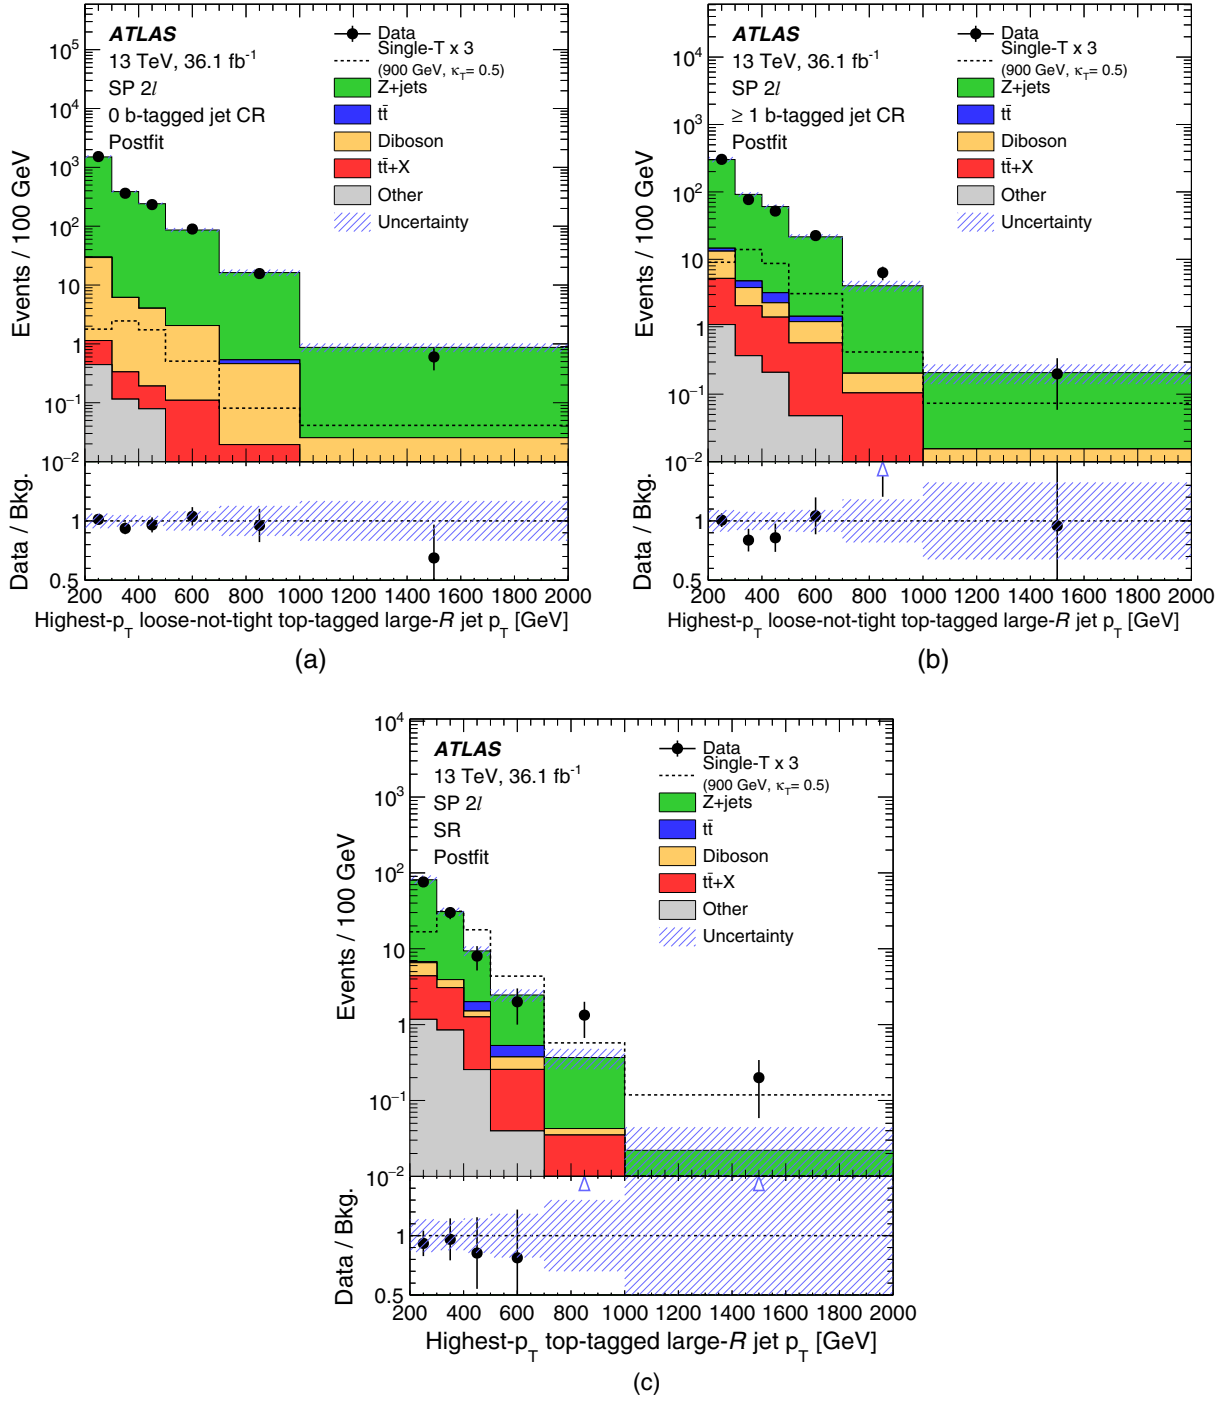 ATLAS
13 TeV, 36.1 fb⁻¹
SP 2l
0 b-tagged jet CR
Postfit
Data
Single-T x 3
(900 GeV, κ_T= 0.5)
Z+jets
tt̄
Diboson
tt̄+X
Other
Uncertainty
Events / 100 GeV
10⁵
10⁴
10³
10²
10
1
10⁻¹
10⁻²
Data / Bkg.
1
0.5
200 400 600 800 1000 1200 1400 1600 1800 2000
Highest-p_T loose-not-tight top-tagged large-R jet p_T [GeV]
(a)
ATLAS
13 TeV, 36.1 fb⁻¹
SP 2l
≥ 1 b-tagged jet CR
Postfit
Data
Single-T x 3
(900 GeV, κ_T= 0.5)
Z+jets
tt̄
Diboson
tt̄+X
Other
Uncertainty
Events / 100 GeV
10⁴
10³
10²
10
1
10⁻¹
10⁻²
Data / Bkg.
1
0.5
200 400 600 800 1000 1200 1400 1600 1800 2000
Highest-p_T loose-not-tight top-tagged large-R jet p_T [GeV]
(b)
ATLAS
13 TeV, 36.1 fb⁻¹
SP 2l
SR
Postfit
Data
Single-T x 3
(900 GeV, κ_T= 0.5)
Z+jets
tt̄
Diboson
tt̄+X
Other
Uncertainty
Events / 100 GeV
10⁴
10³
10²
10
1
10⁻¹
10⁻²
Data / Bkg.
1
0.5
200 400 600 800 1000 1200 1400 1600 1800 2000
Highest-p_T top-tagged large-R jet p_T [GeV]
(c)